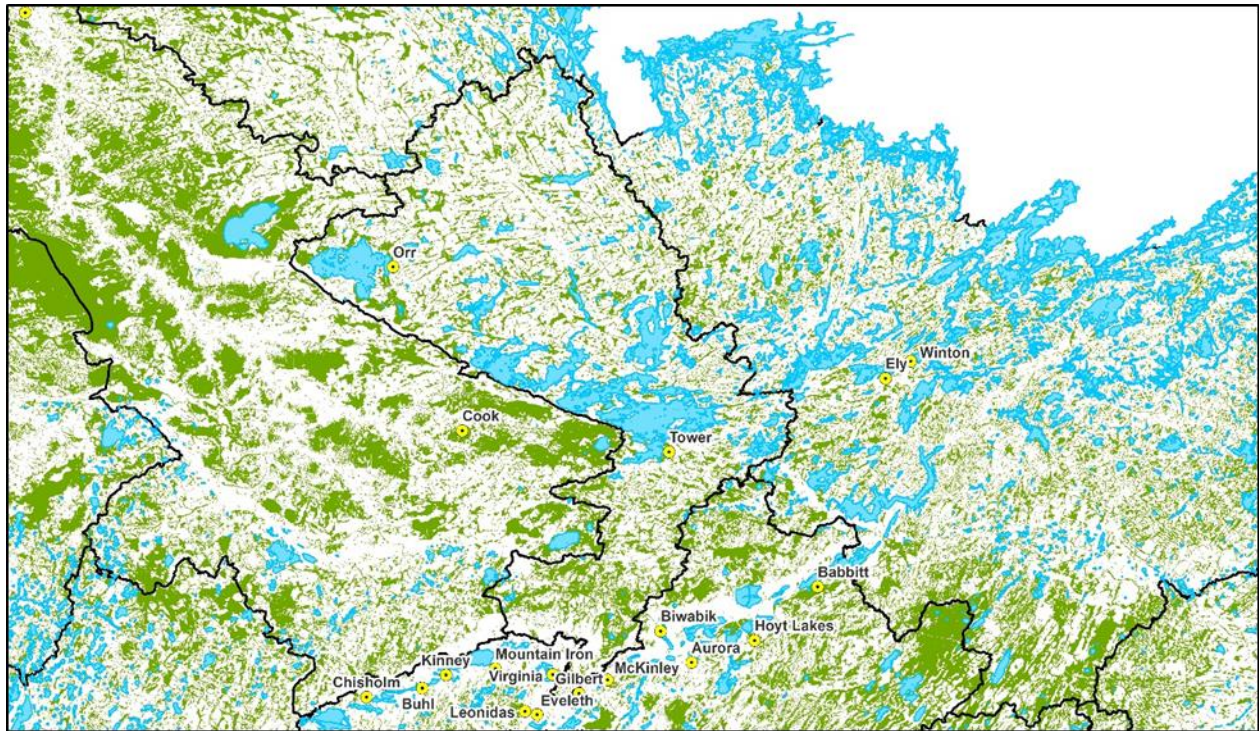 Orr
Winton
Ely
Cook
Tower
Babbitt
Biwabik
Hoyt Lakes
Aurora
Mountain Iron
Kinney
McKinley
Virginia
Gilbert
Chisholm
Buhl
Eveleth
Leonidas